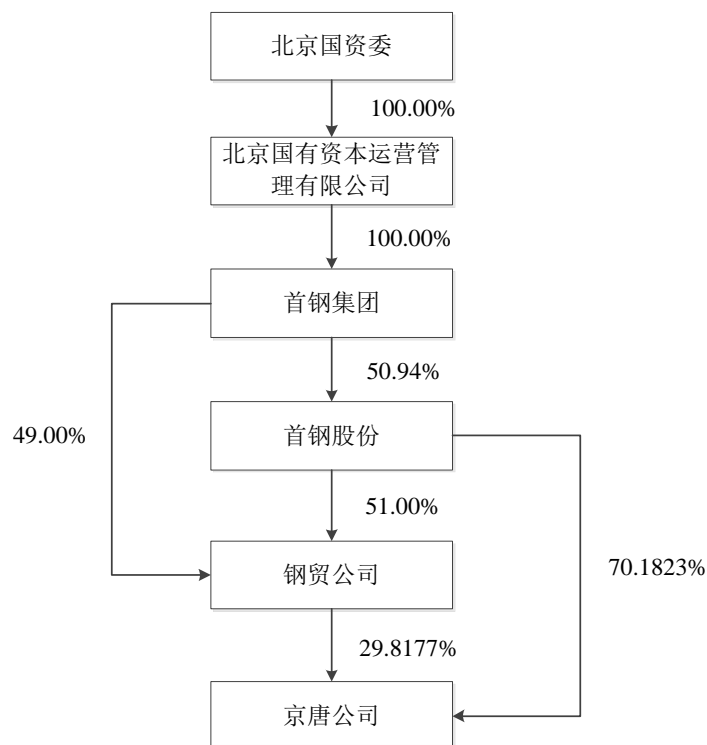 北京国资委
100.00%
北京国有资本运营管
理有限公司
100.00%
首钢集团
50.94%
49.00%
首钢股份
51.00%
钢贸公司
70.1823%
29.8177%
京唐公司